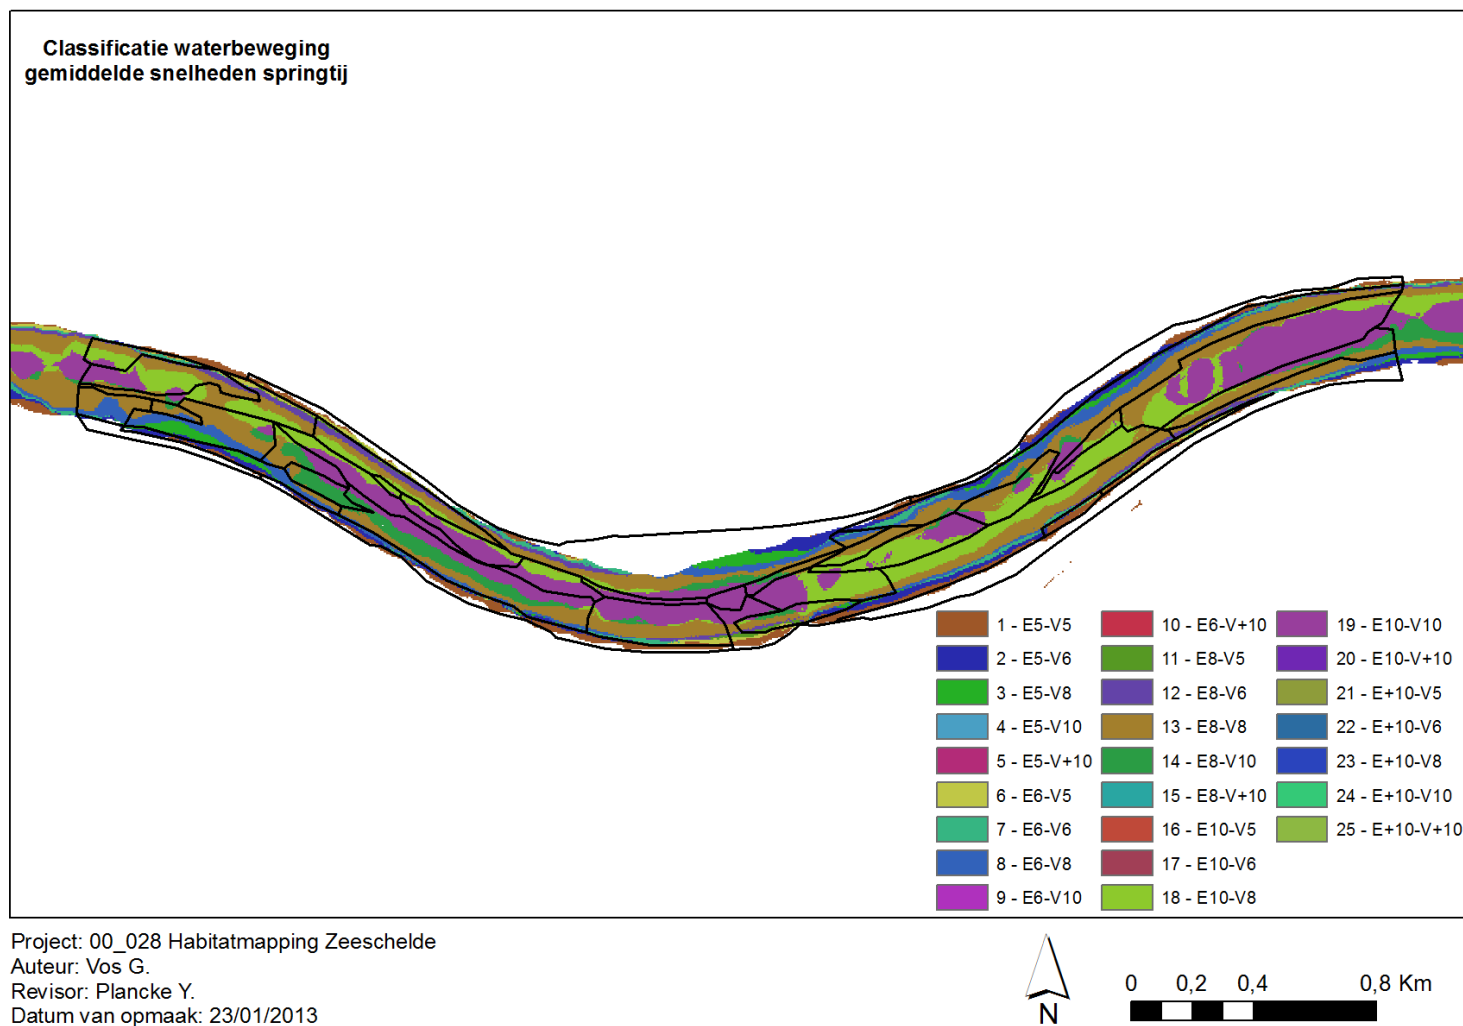 Classificatie waterbeweging
gemiddelde snelheden springtij
1 - E5-V5
2 - E5-V6
3 - E5-V8
4 - E5-V10
5 - E5-V+10
6 - E6-V5
7 - E6-V6
8 - E6-V8
9 - E6-V10
10 - E6-V+10
11 - E8-V5
12 - E8-V6
13 - E8-V8
14 - E8-V10
15 - E8-V+10
16 - E10-V5
17 - E10-V6
18 - E10-V8
19 - E10-V10
20 - E10-V+10
21 - E+10-V5
22 - E+10-V6
23 - E+10-V8
24 - E+10-V10
25 - E+10-V+10
Project: 00_028 Habitatmapping Zeeschelde
Auteur: Vos G.
Revisor: Plancke Y.
Datum van opmaak: 23/01/2013
N
0 0,2 0,4 0,8 Km